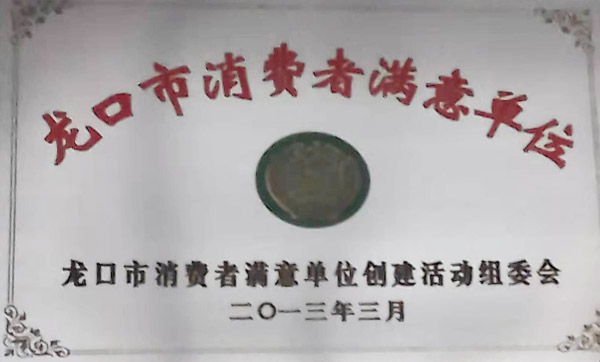 龙口市消费者满意单位
龙口市消费者满意单位创建活动组委会
二〇一三年三月